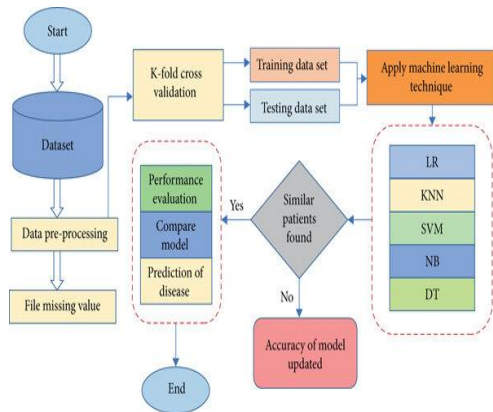 Start
Dataset
Data pre-processing
File missing value
K-fold cross
validation
Training data set
Testing data set
Apply machine learning
technique
LR
KNN
SVM
NB
DT
Similar
patients
found
Yes
No
Performance
evaluation
Compare
model
Prediction of
disease
End
Accuracy of model
updated